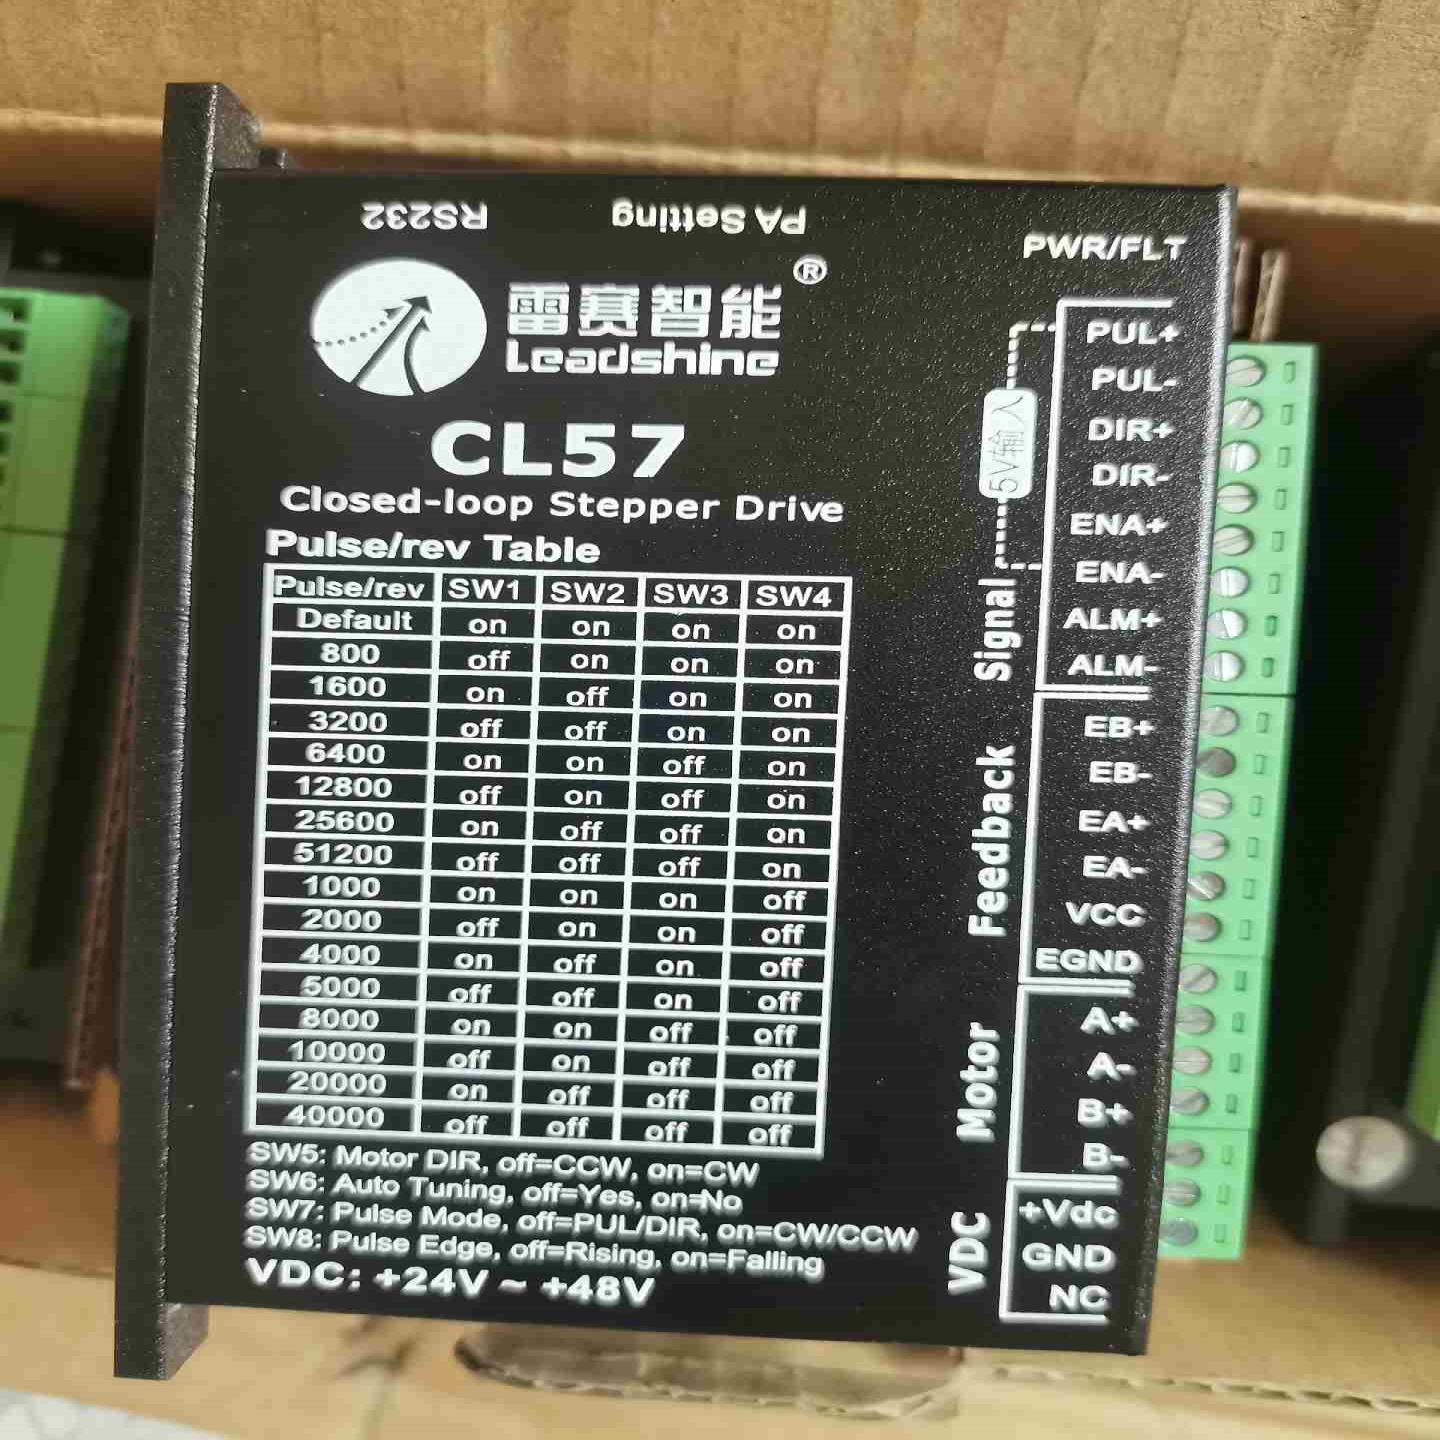 RS232 PA Setting
PWR/FLT
雷赛智能®
Leadshine
CL57
Closed-loop Stepper Drive
Pulse/rev Table
Pulse/rev SW1 SW2 SW3 SW4
Default on on on on
800 off on on on
1600 on off on on
3200 off off on on
6400 on on off on
12800 off on off on
25600 on off off on
51200 off off off on
1000 on on on off
2000 off on on off
4000 on off on off
5000 off off on off
8000 on on off off
10000 off on off off
20000 on off off off
40000 off off off off
SW5: Motor DIR, off=CCW, on=CW
SW6: Auto Tuning, off=Yes, on=No
SW7: Pulse Mode, off=PUL/DIR, on=CW/CCW
SW8: Pulse Edge, off=Rising, on=Falling
VDC: +24V ~ +48V
5V输入
Signal
PUL+
PUL-
DIR+
DIR-
ENA+
ENA-
ALM+
ALM-
Feedback
EB+
EB-
EA+
EA-
VCC
EGND
Motor
A+
A-
B+
B-
VDC
+Vdc
GND
NC